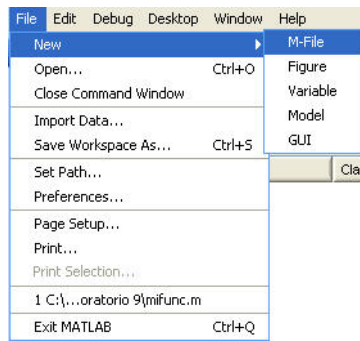 File Edit Debug Desktop Window Help
New
Open... Ctrl+O
Close Command Window
Import Data...
Save Workspace As... Ctrl+S
Set Path...
Preferences...
Page Setup...
Print...
Print Selection...
1 C:\...oratorio 9\mifunc.m
Exit MATLAB Ctrl+Q
M-File
Figure
Variable
Model
GUI
Cla